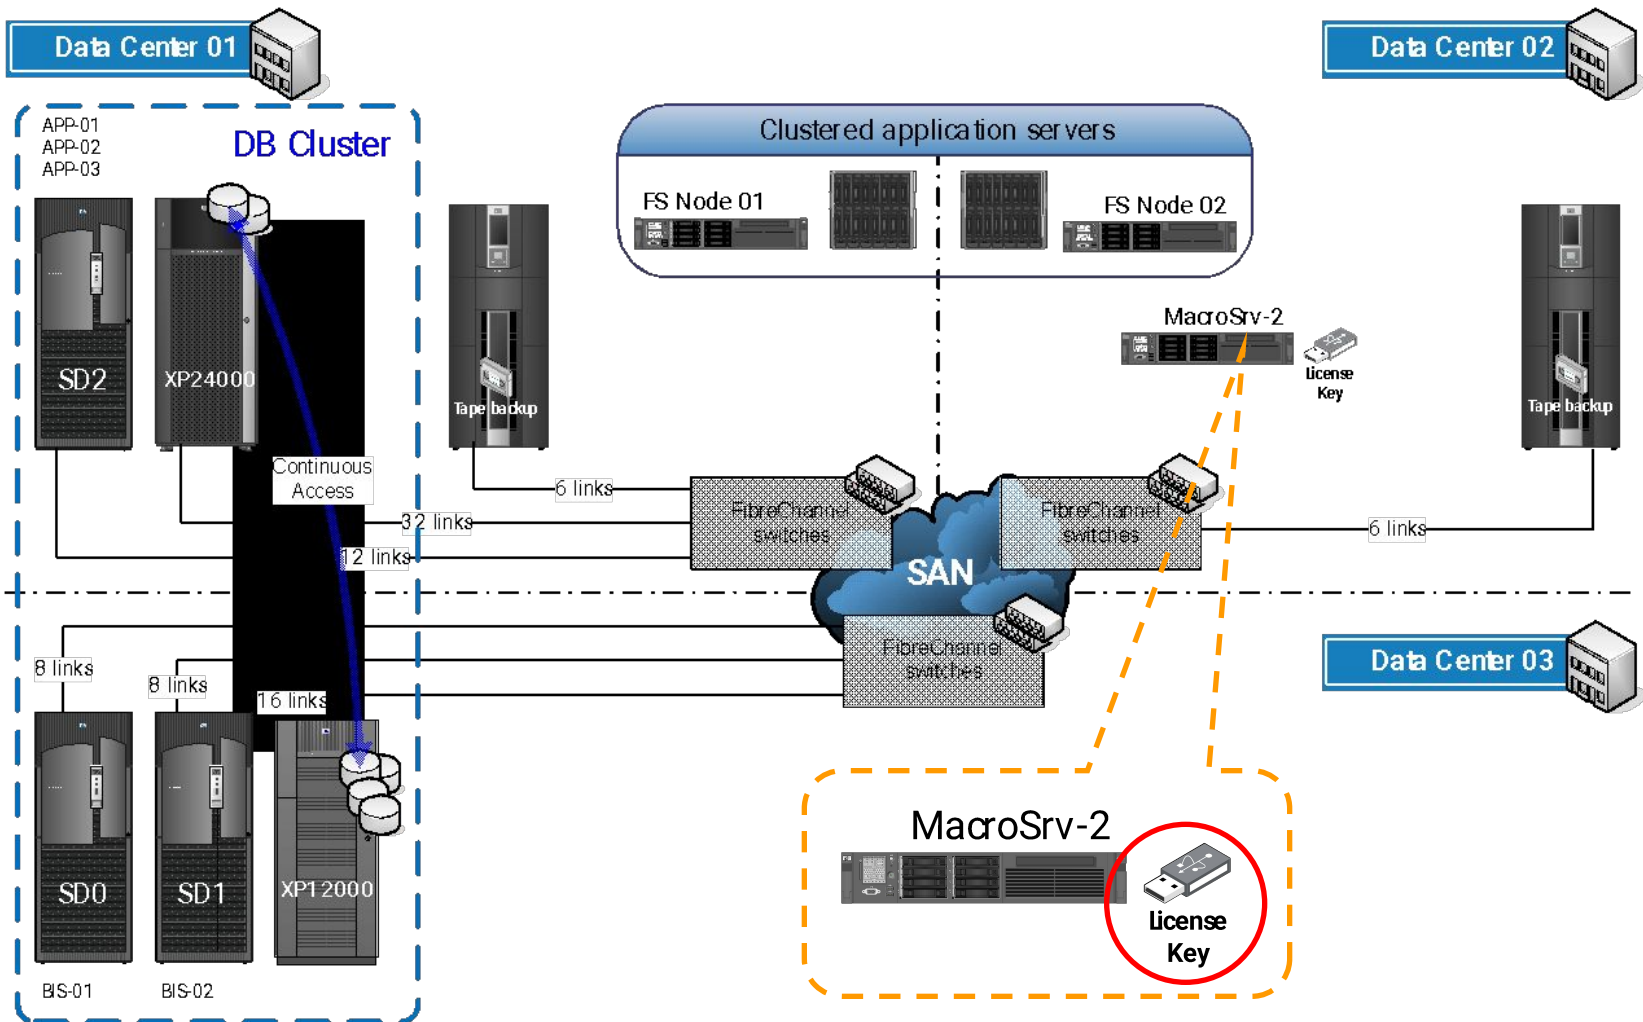 Data Center 01
Data Center 02
APP-01
APP-02
APP-03
DB Cluster
Clustered application servers
FS Node 01
FS Node 02
MacroSrv-2
License
Key
SD2
XP24000
Tape backup
Tape backup
Continuous
Access
6 links
32 links
12 links
FibreChannel
switches
FibreChannel
switches
6 links
SAN
FibreChannel
switches
8 links
8 links
16 links
Data Center 03
SD0
SD1
XP12000
BIS-01
BIS-02
MacroSrv-2
License
Key